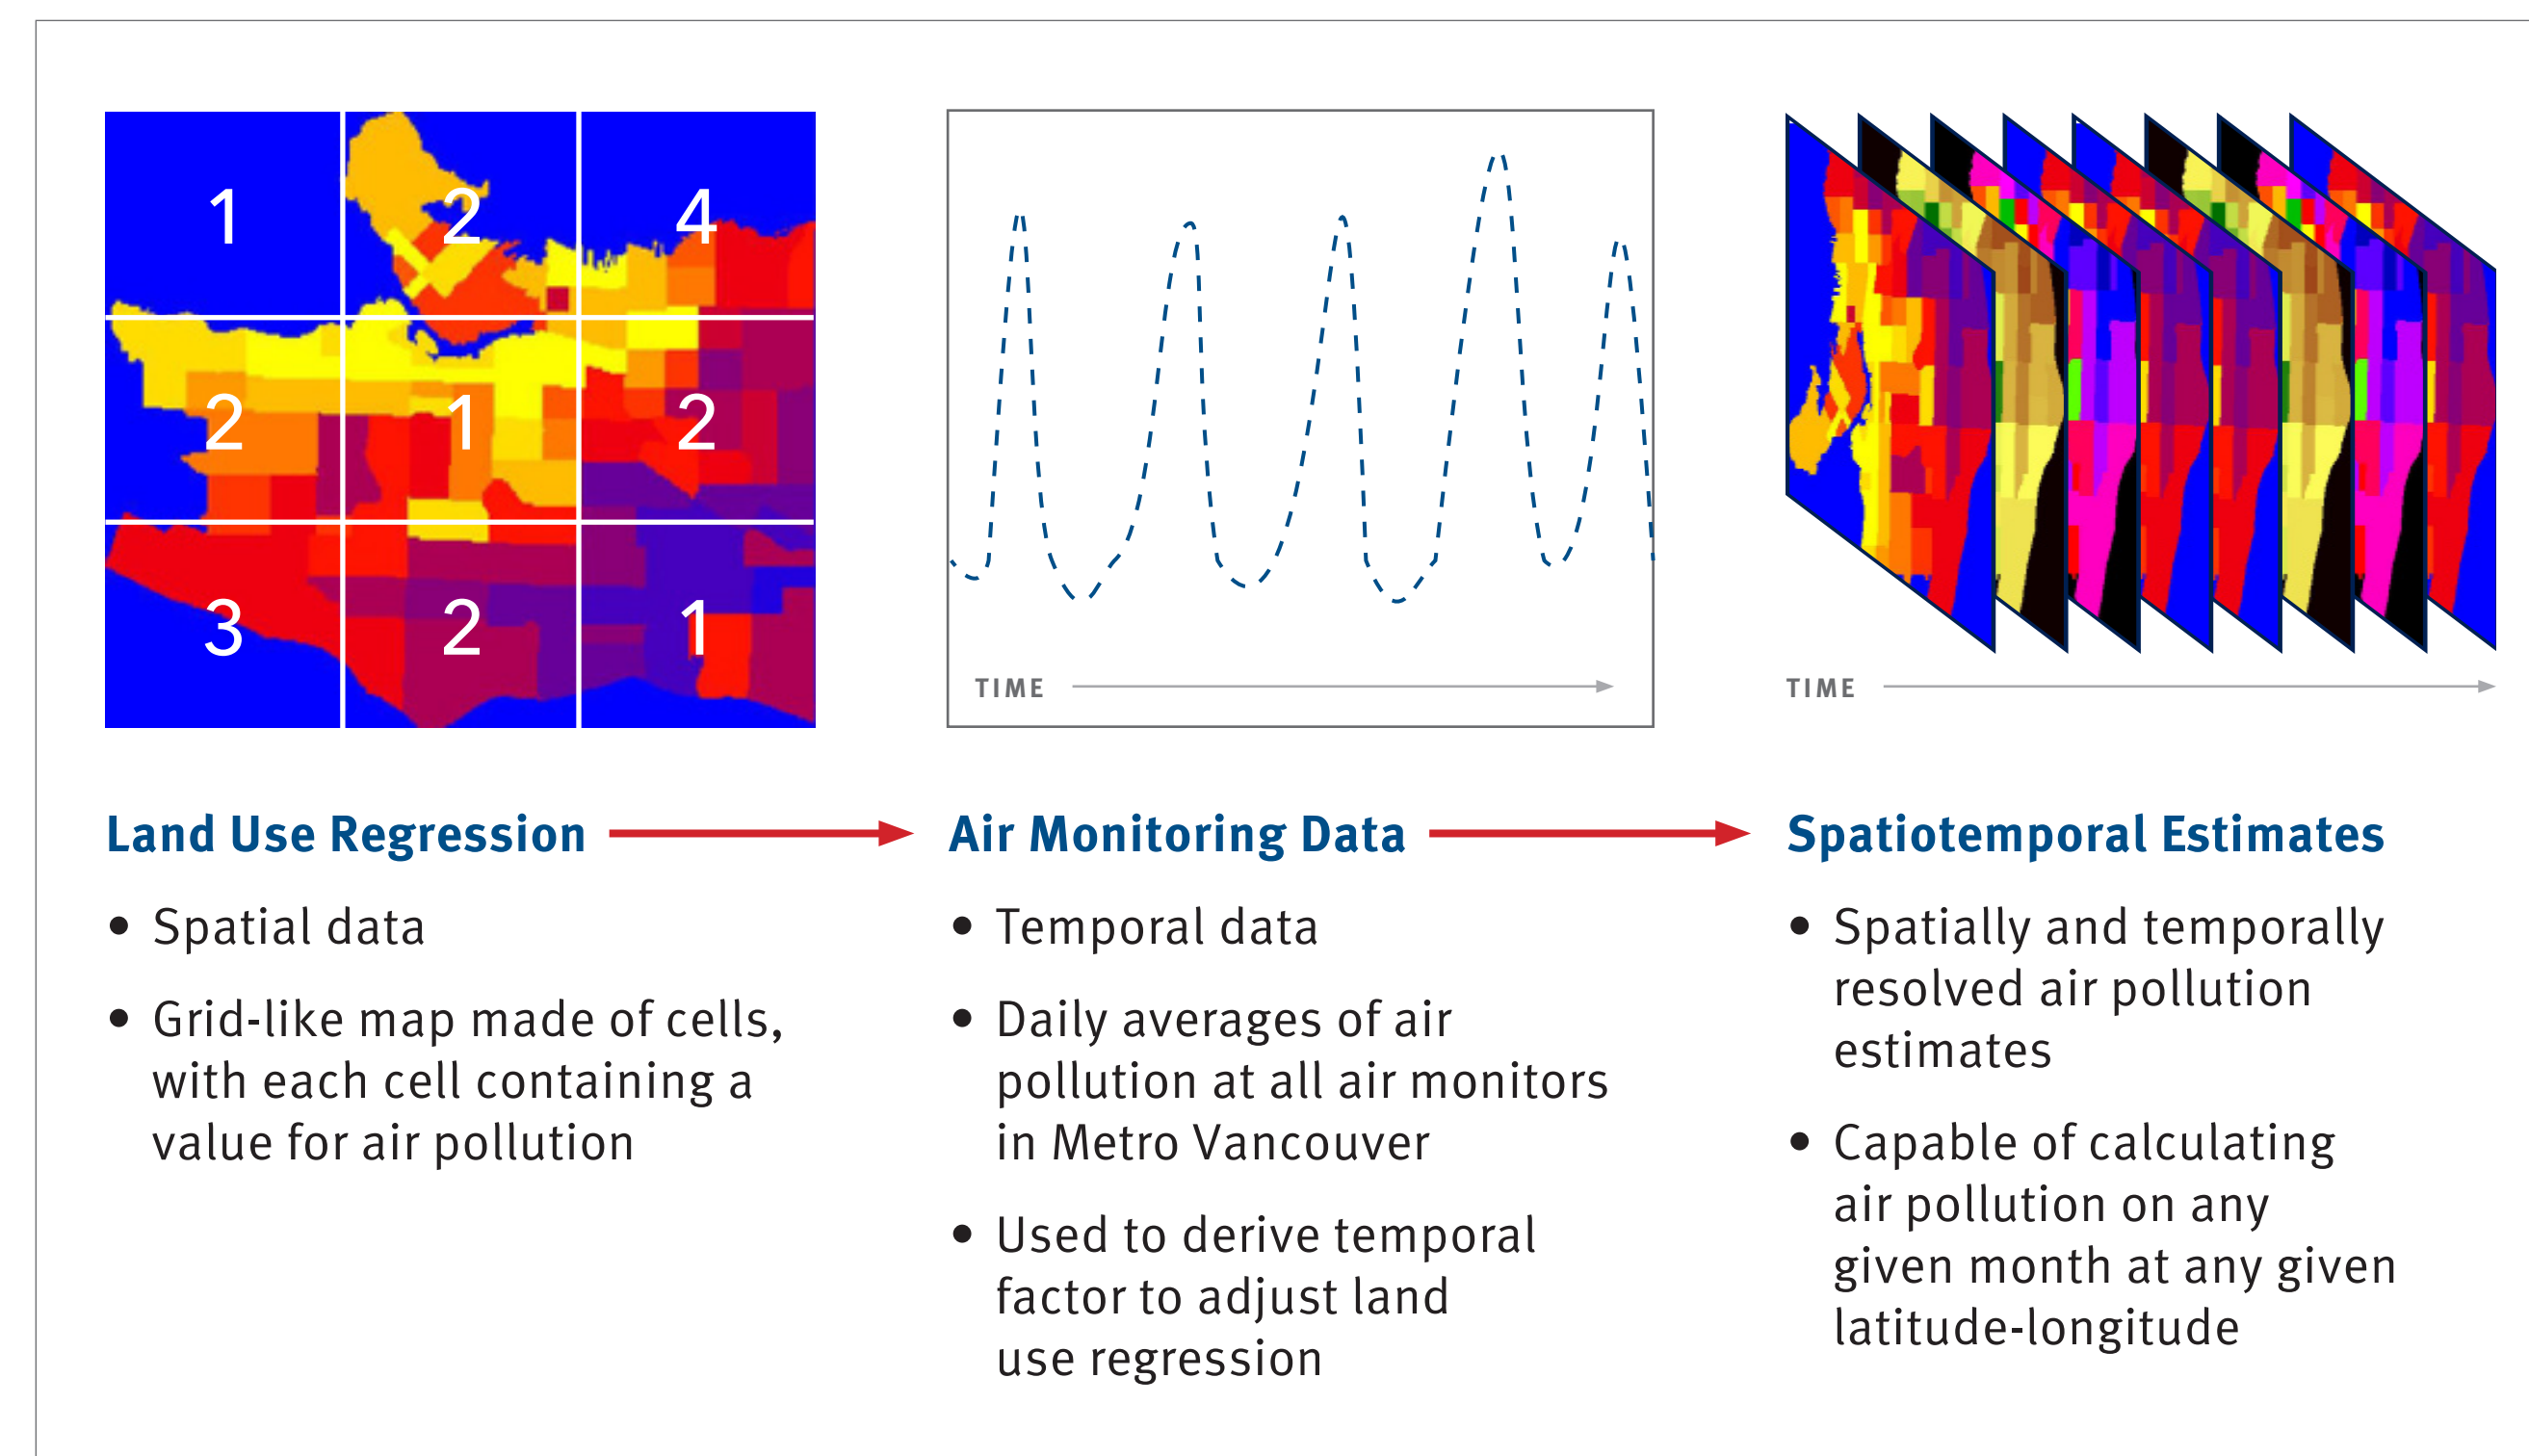 1 2 4
2 1 2
3 2 1
TIME
TIME
Land Use Regression
• Spatial data
• Grid-like map made of cells,
with each cell containing a
value for air pollution
Air Monitoring Data
• Temporal data
• Daily averages of air
pollution at all air monitors
in Metro Vancouver
• Used to derive temporal
factor to adjust land
use regression
Spatiotemporal Estimates
• Spatially and temporally
resolved air pollution
estimates
• Capable of calculating
air pollution on any
given month at any given
latitude-longitude